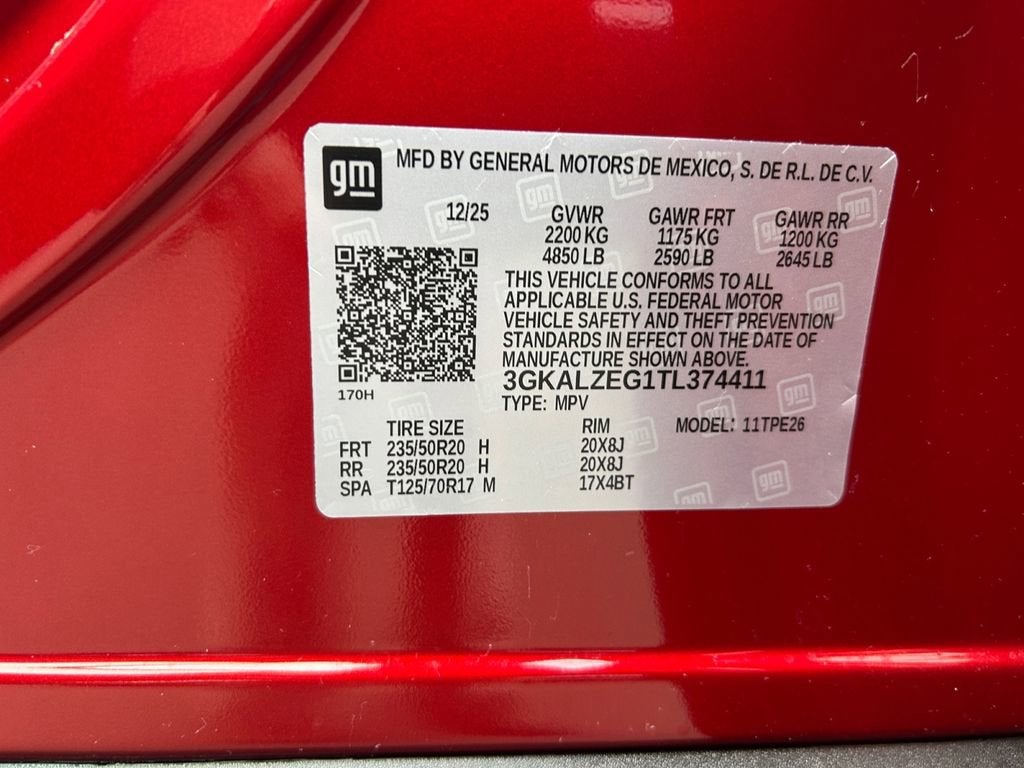 gm MFD BY GENERAL MOTORS DE MEXICO, S. DE R.L. DE C.V.
12/25 GVWR GAWR FRT GAWR RR
2200 KG 1175 KG 1200 KG
4850 LB 2590 LB 2645 LB
THIS VEHICLE CONFORMS TO ALL
APPLICABLE U.S. FEDERAL MOTOR
VEHICLE SAFETY AND THEFT PREVENTION
STANDARDS IN EFFECT ON THE DATE OF
MANUFACTURE SHOWN ABOVE.
3GKALZEG1TL374411
170H
TYPE: MPV
TIRE SIZE RIM MODEL: 11TPE26
FRT 235/50R20 H 20X8J
RR 235/50R20 H 20X8J
SPA T125/70R17 M 17X4BT